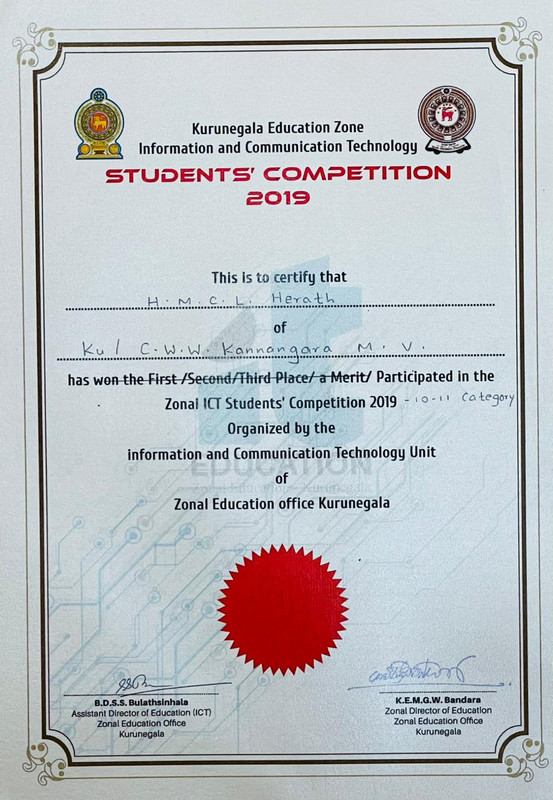 Kurunegala Education Zone
Information and Communication Technology
STUDENTS' COMPETITION
2019
This is to certify that
H. M. C. L. Herath
of
Ku/ C.W.W. Kannangara M. V.
has won the First /Second/Third Place/ a Merit/ Participated in the
Zonal ICT Students' Competition 2019 - 10-11 Category
Organized by the
information and Communication Technology Unit
of
Zonal Education office Kurunegala
EDUCATION
B.D.S.S. Bulathsinhala
Assistant Director of Education (ICT)
Zonal Education Office
Kurunegala
K.E.M.G.W. Bandara
Zonal Director of Education
Zonal Education Office
Kurunegala